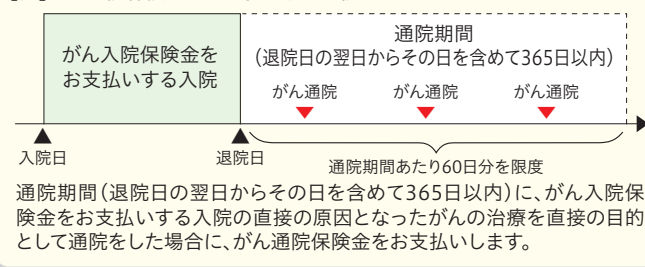 がん入院保険金を
お支払いする入院
通院期間
（退院日の翌日からその日を含めて365日以内）
がん通院
がん通院
がん通院
入院日
退院日
通院期間あたり60日分を限度
通院期間（退院日の翌日からその日を含めて365日以内）に、がん入院保
険金をお支払いする入院の直接の原因となったがんの治療を直接の目的
として通院をした場合に、がん通院保険金をお支払いします。